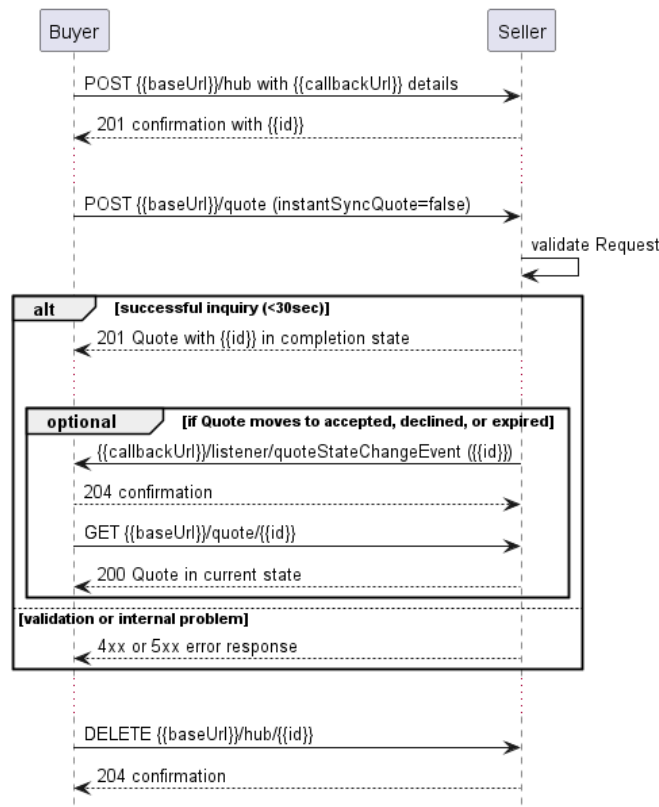 Buyer
Seller
POST {{baseUrl}}/hub with {{callbackUrl}} details
201 confirmation with {{id}}
POST {{baseUrl}}/quote (instantSyncQuote=false)
validate Request
alt
[successful inquiry (<30sec)]
201 Quote with {{id}} in completion state
optional
[if Quote moves to accepted, declined, or expired]
{{callbackUrl}}/listener/quoteStateChangeEvent ({{id}})
204 confirmation
GET {{baseUrl}}/quote/{{id}}
200 Quote in current state
[validation or internal problem]
4xx or 5xx error response
DELETE {{baseUrl}}/hub/{{id}}
204 confirmation